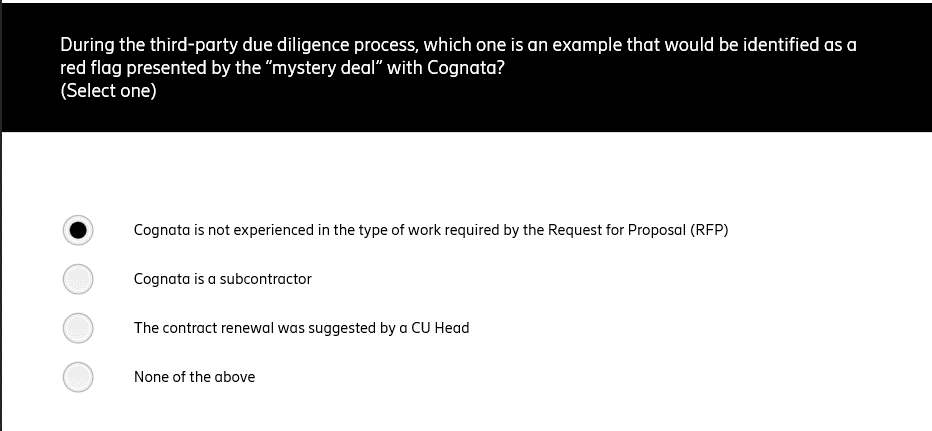 During the third-party due diligence process, which one is an example that would be identified as a
red flag presented by the "mystery deal" with Cognata?
(Select one)
Cognata is not experienced in the type of work required by the Request for Proposal (RFP)
Cognata is a subcontractor
The contract renewal was suggested by a CU Head
None of the above